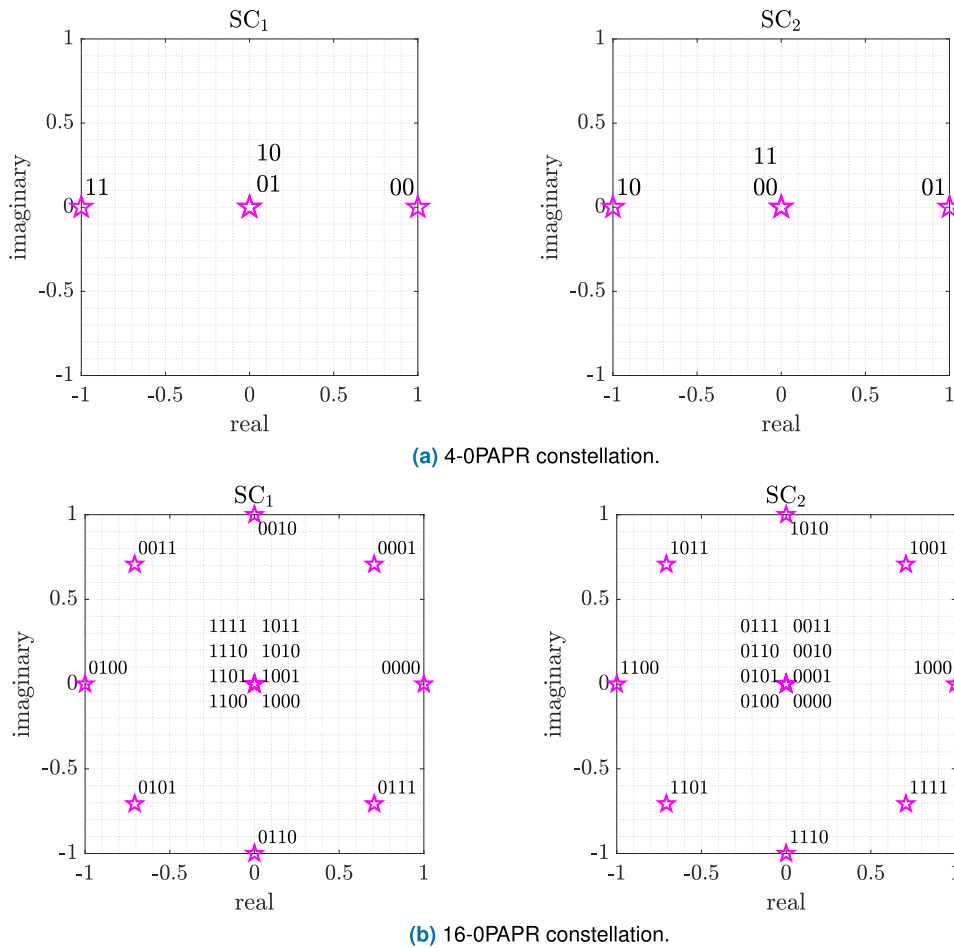 SC₁
1
0.5
0
-0.5
-1
imaginary
11
10
01
00
-1 -0.5 0 0.5 1
real
SC₂
1
0.5
0
-0.5
-1
imaginary
10
11
00
01
-1 -0.5 0 0.5 1
real
(a) 4-0PAPR constellation.
SC₁
1
0.5
0
-0.5
-1
imaginary
0010
0011 0001
1111 1011
1110 1010
0100 1101 1001 0000
1100 1000
0101 0111
0110
-1 -0.5 0 0.5 1
real
SC₂
1
0.5
0
-0.5
-1
imaginary
1010
1011 1001
0111 0011
0110 0010
1100 0101 0001 1000
0100 0000
1101 1111
1110
-1 -0.5 0 0.5 1
real
(b) 16-0PAPR constellation.